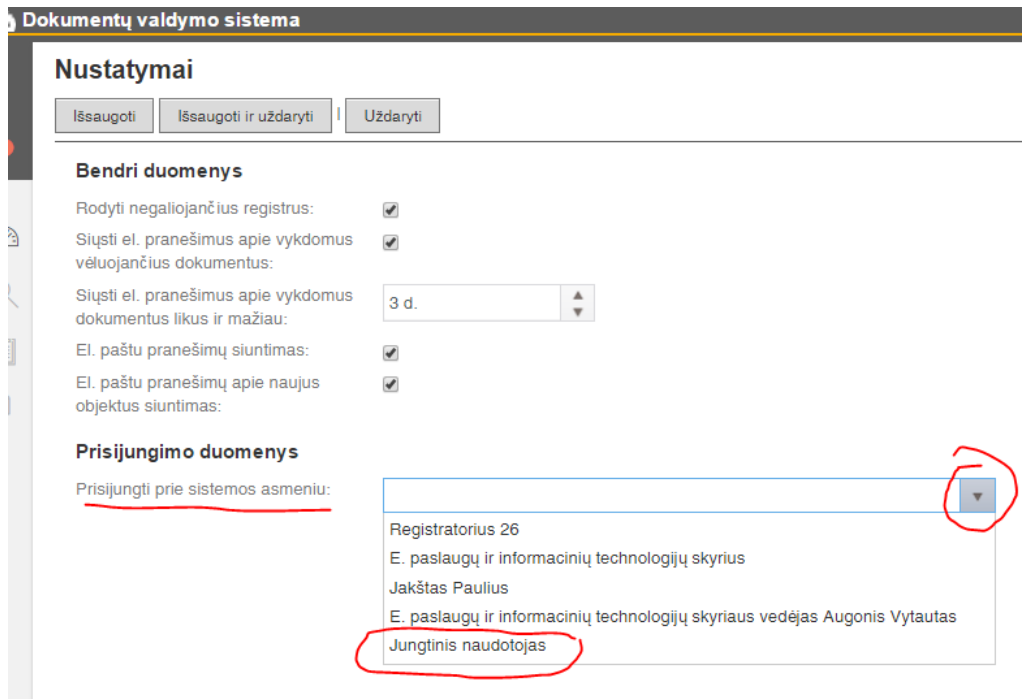 Dokumentų valdymo sistema
Nustatymai
Išsaugoti Išsaugoti ir uždaryti | Uždaryti
Bendri duomenys
Rodyti negaliojančius registrus:
Siųsti el. pranešimus apie vykdomus
vėluojančius dokumentus:
Siųsti el. pranešimus apie vykdomus
dokumentus likus ir mažiau:
3 d.
El. paštu pranešimų siuntimas:
El. paštu pranešimų apie naujus
objektus siuntimas:
Prisijungimo duomenys
Prisijungti prie sistemos asmeniu:
Registratorius 26
E. paslaugų ir informacinių technologijų skyrius
Jakštas Paulius
E. paslaugų ir informacinių technologijų skyriaus vedėjas Augonis Vytautas
Jungtinis naudotojas